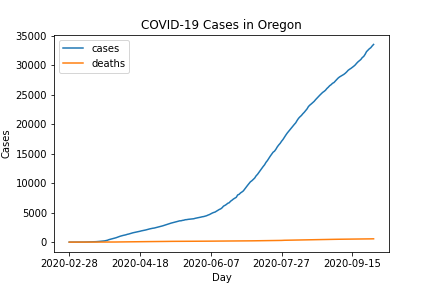 COVID-19 Cases in Oregon
cases
deaths
35000
30000
25000
20000
15000
10000
5000
0
Cases
2020-02-28 2020-04-18 2020-06-07 2020-07-27 2020-09-15
Day